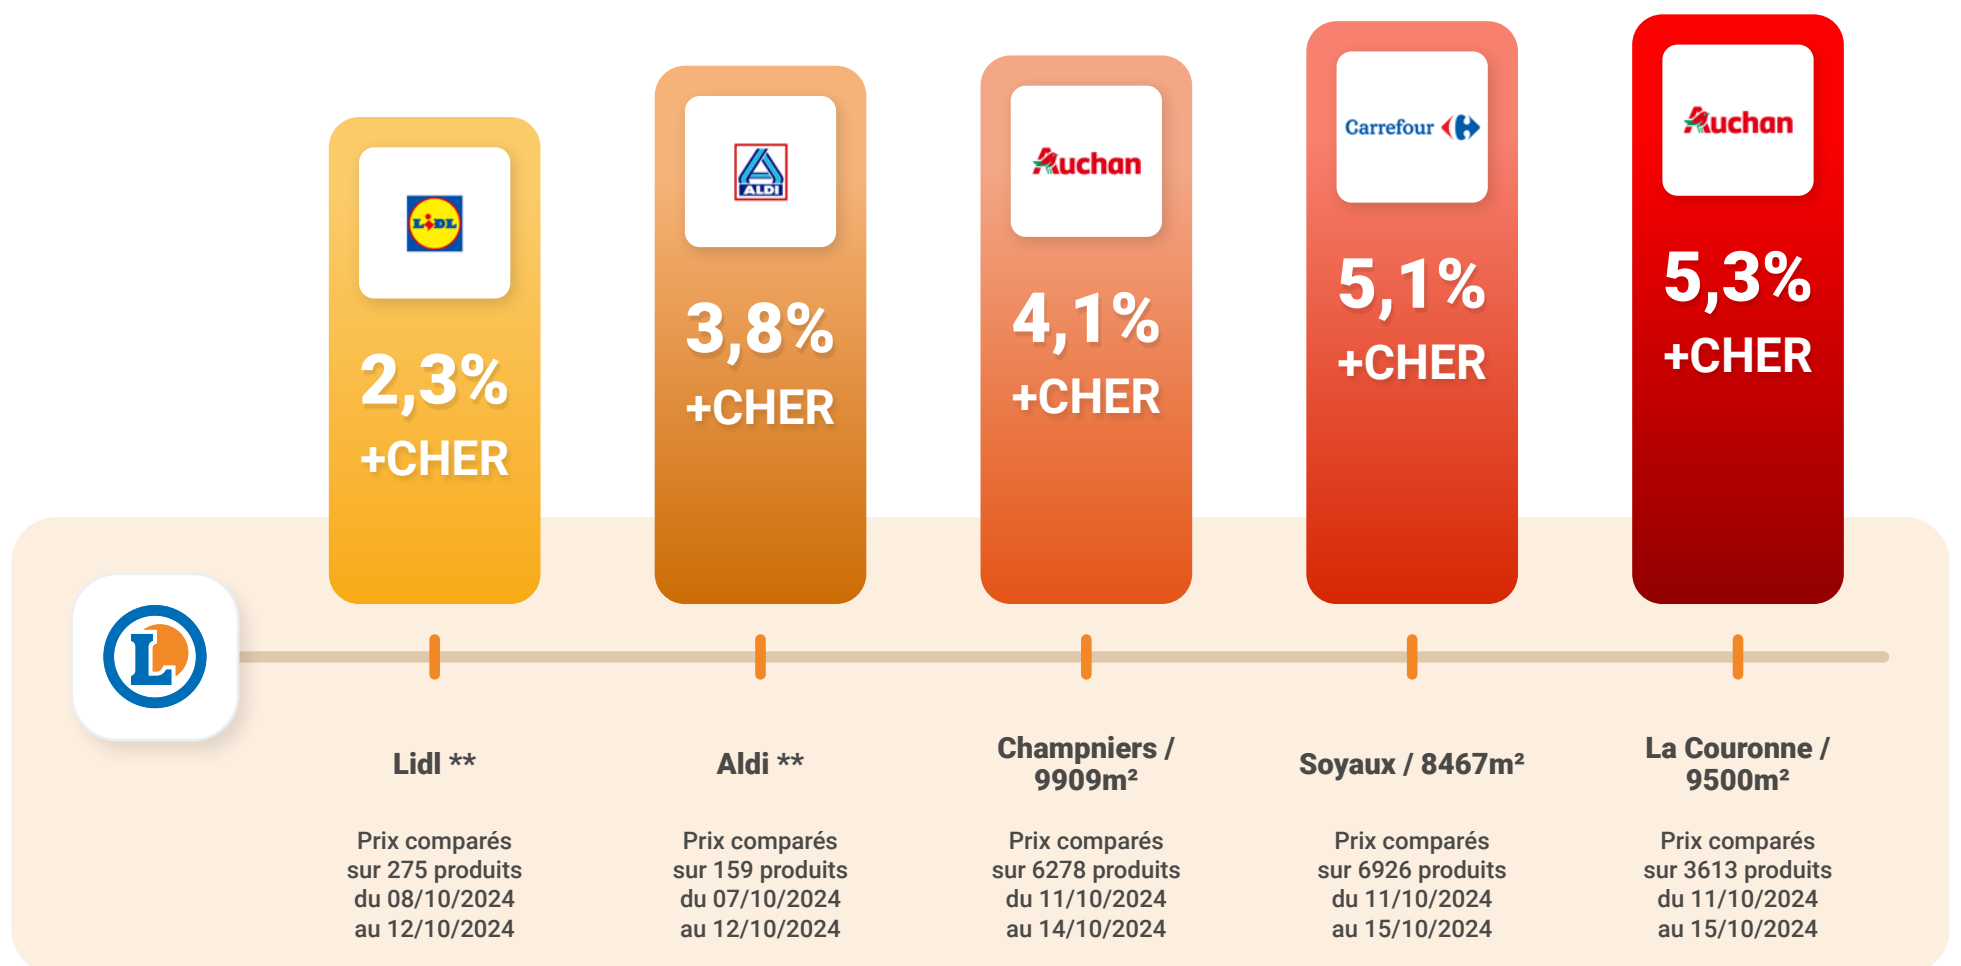 LIDL
2,3%
+CHER
ALDI
3,8%
+CHER
Auchan
4,1%
+CHER
Carrefour
5,1%
+CHER
Auchan
5,3%
+CHER
L
Lidl **
Prix comparés
sur 275 produits
du 08/10/2024
au 12/10/2024
Aldi **
Prix comparés
sur 159 produits
du 07/10/2024
au 12/10/2024
Champniers /
9909m²
Prix comparés
sur 6278 produits
du 11/10/2024
au 14/10/2024
Soyaux / 8467m²
Prix comparés
sur 6926 produits
du 11/10/2024
au 15/10/2024
La Couronne /
9500m²
Prix comparés
sur 3613 produits
du 11/10/2024
au 15/10/2024